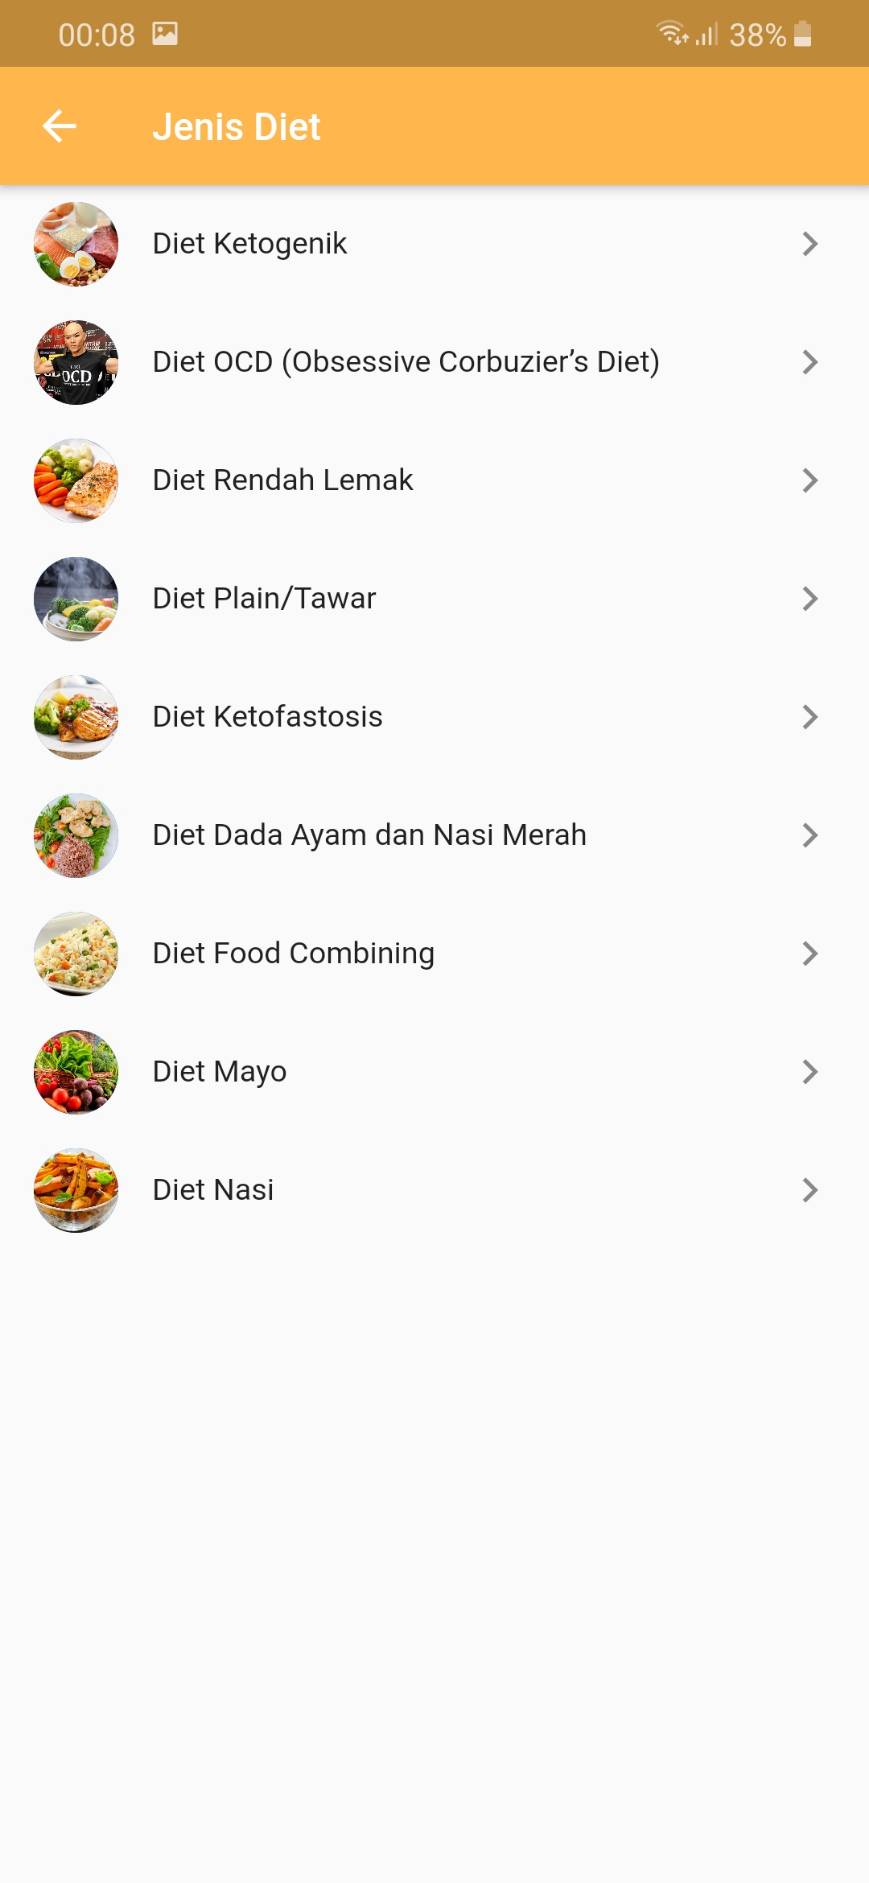 00:08 38%
Jenis Diet
Diet Ketogenik
OCD
Diet OCD (Obsessive Corbuzier’s Diet)
Diet Rendah Lemak
Diet Plain/Tawar
Diet Ketofastosis
Diet Dada Ayam dan Nasi Merah
Diet Food Combining
Diet Mayo
Diet Nasi